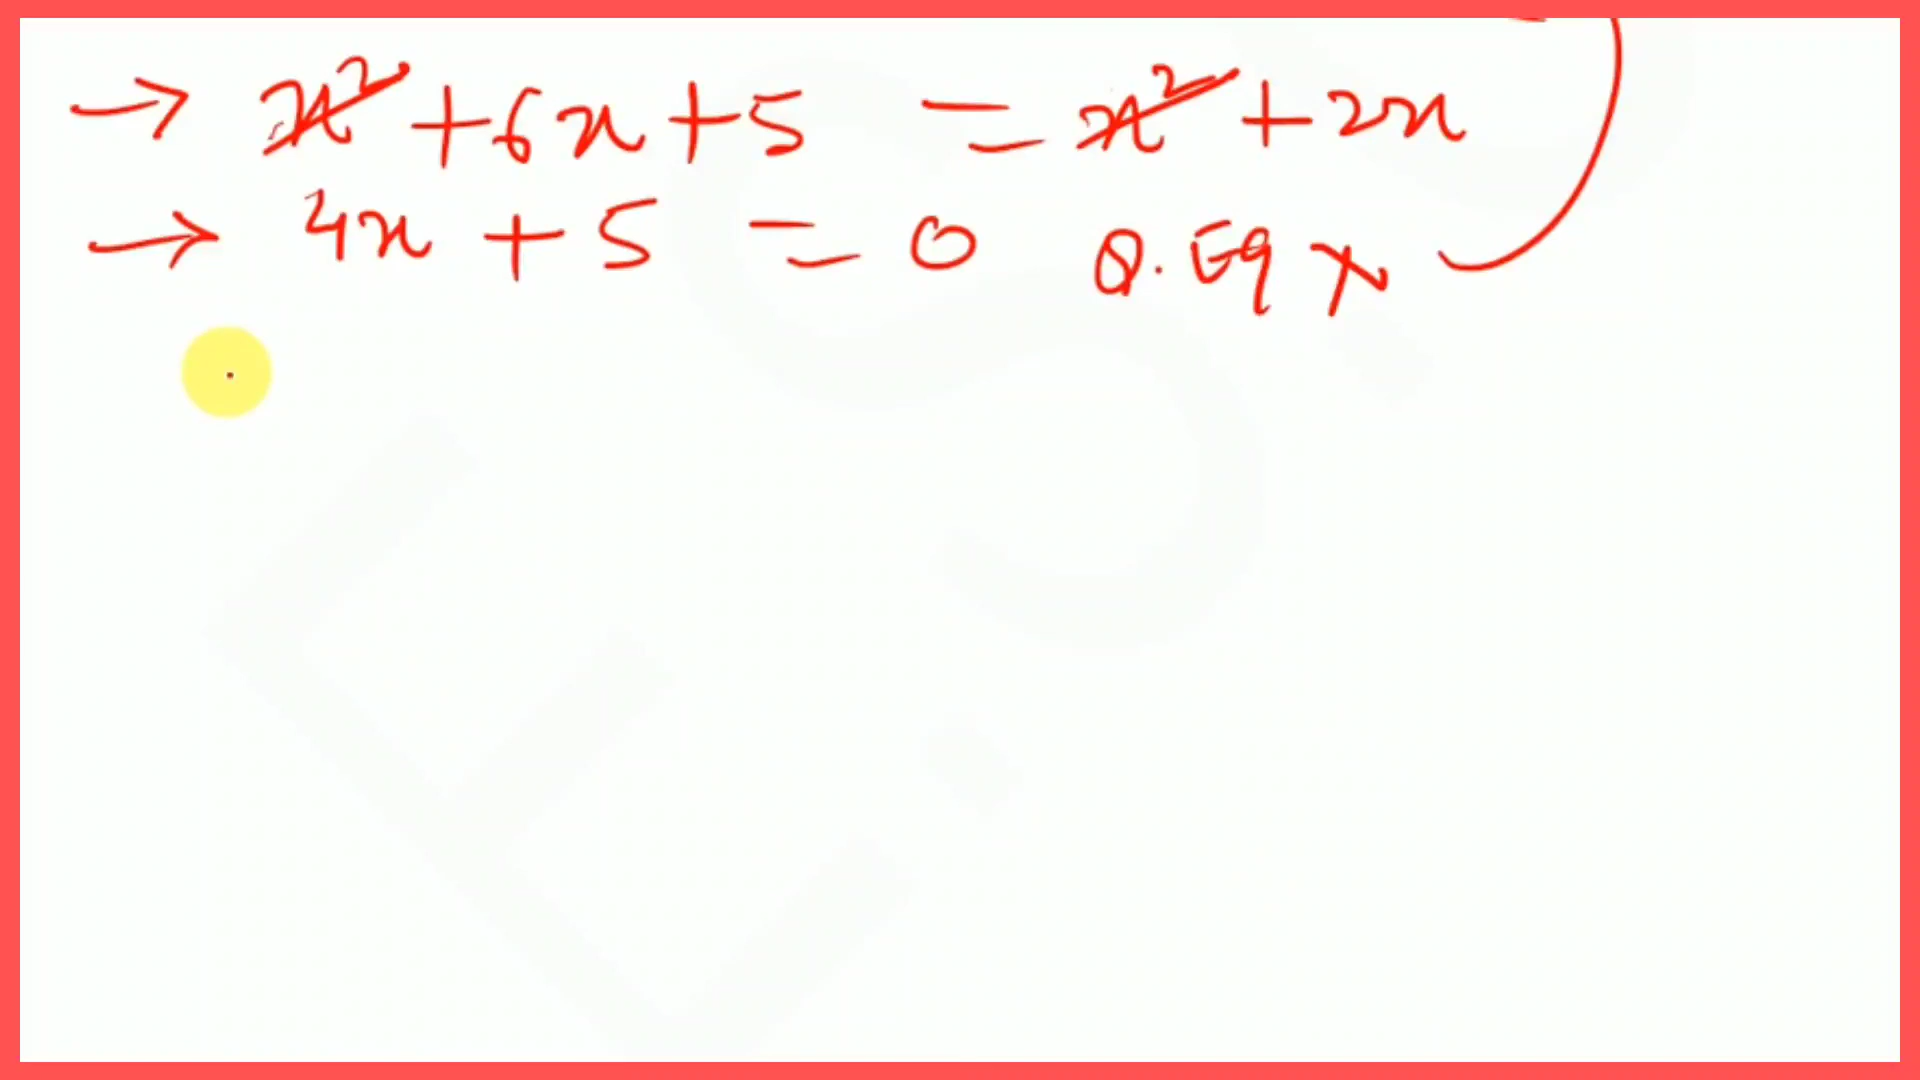 → x² + 6x + 5 = x² + 2x
→ 4x + 5 = 0 Q. Eq ×